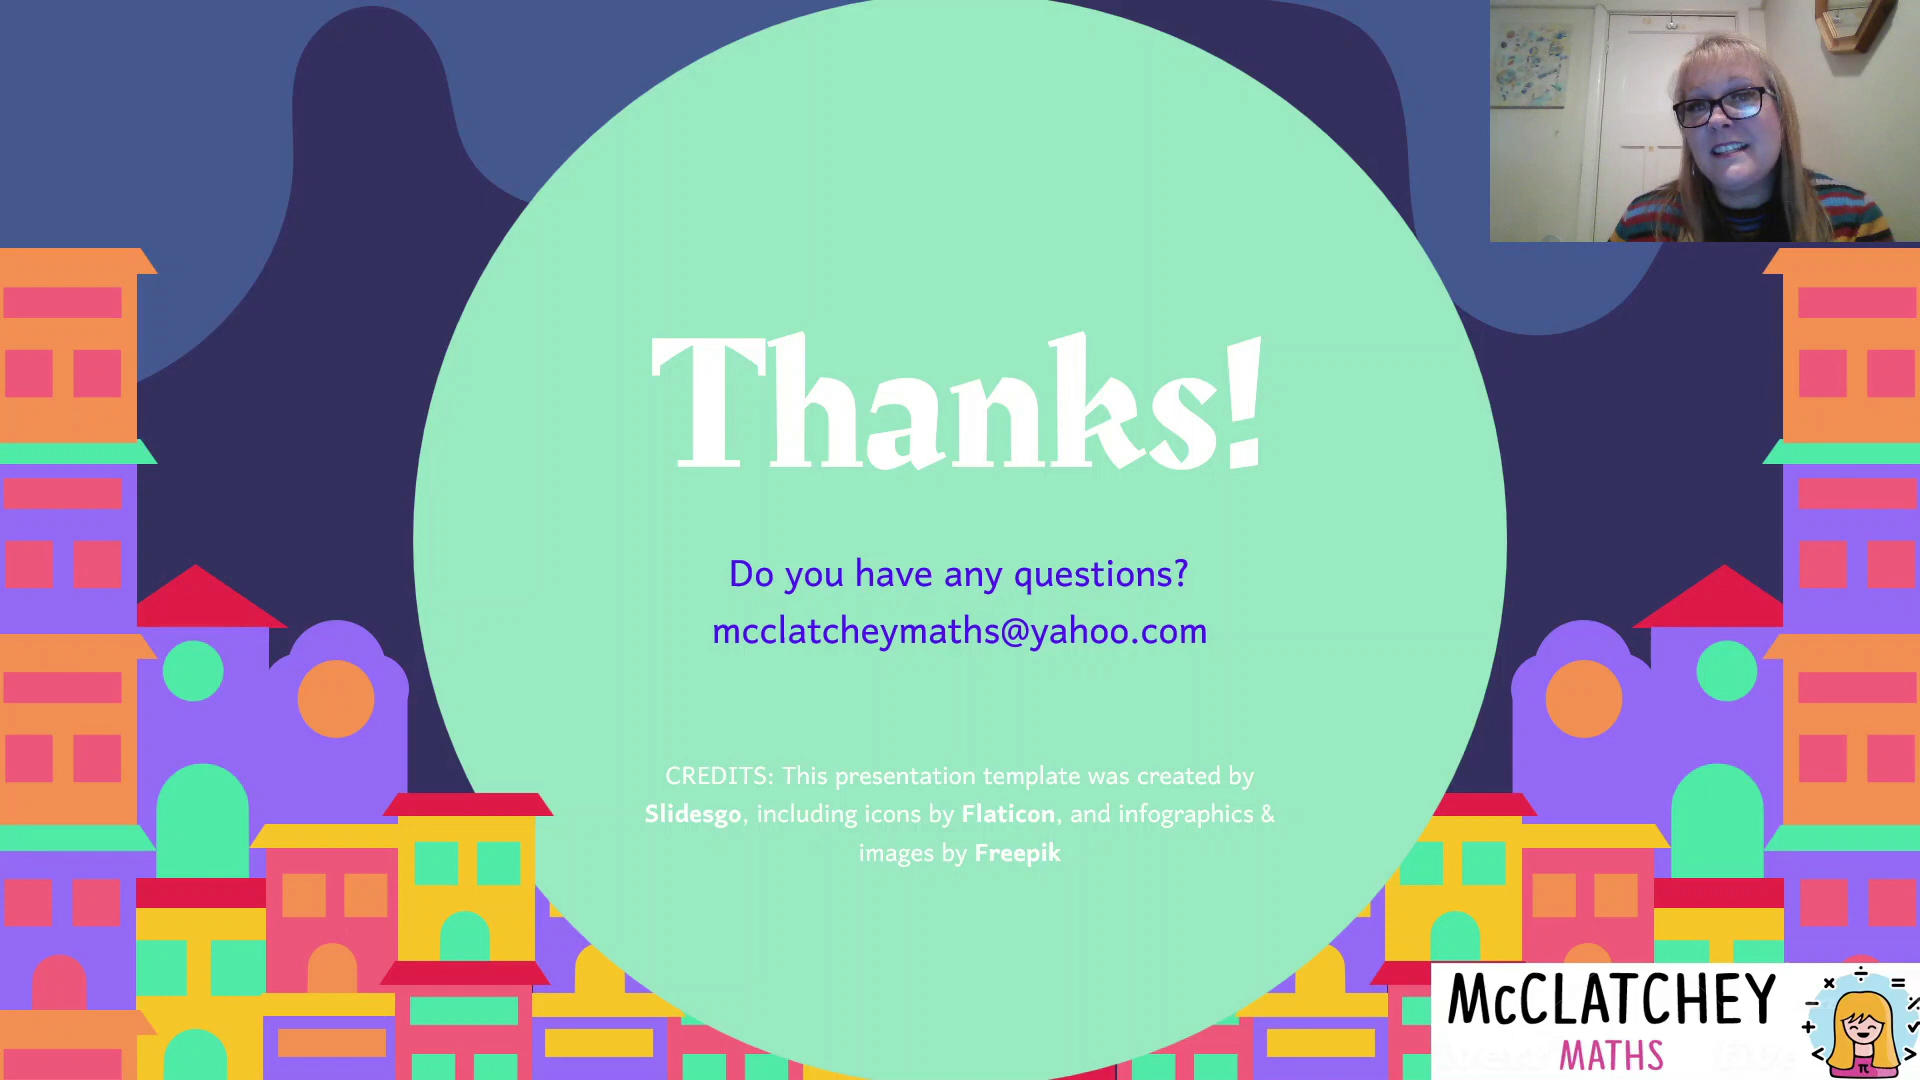 Thanks!
Do you have any questions?
mcclatcheymaths@yahoo.com
CREDITS: This presentation template was created by
Slidesgo, including icons by Flaticon, and infographics &
images by Freepik
McCLATCHEY
MATHS
π